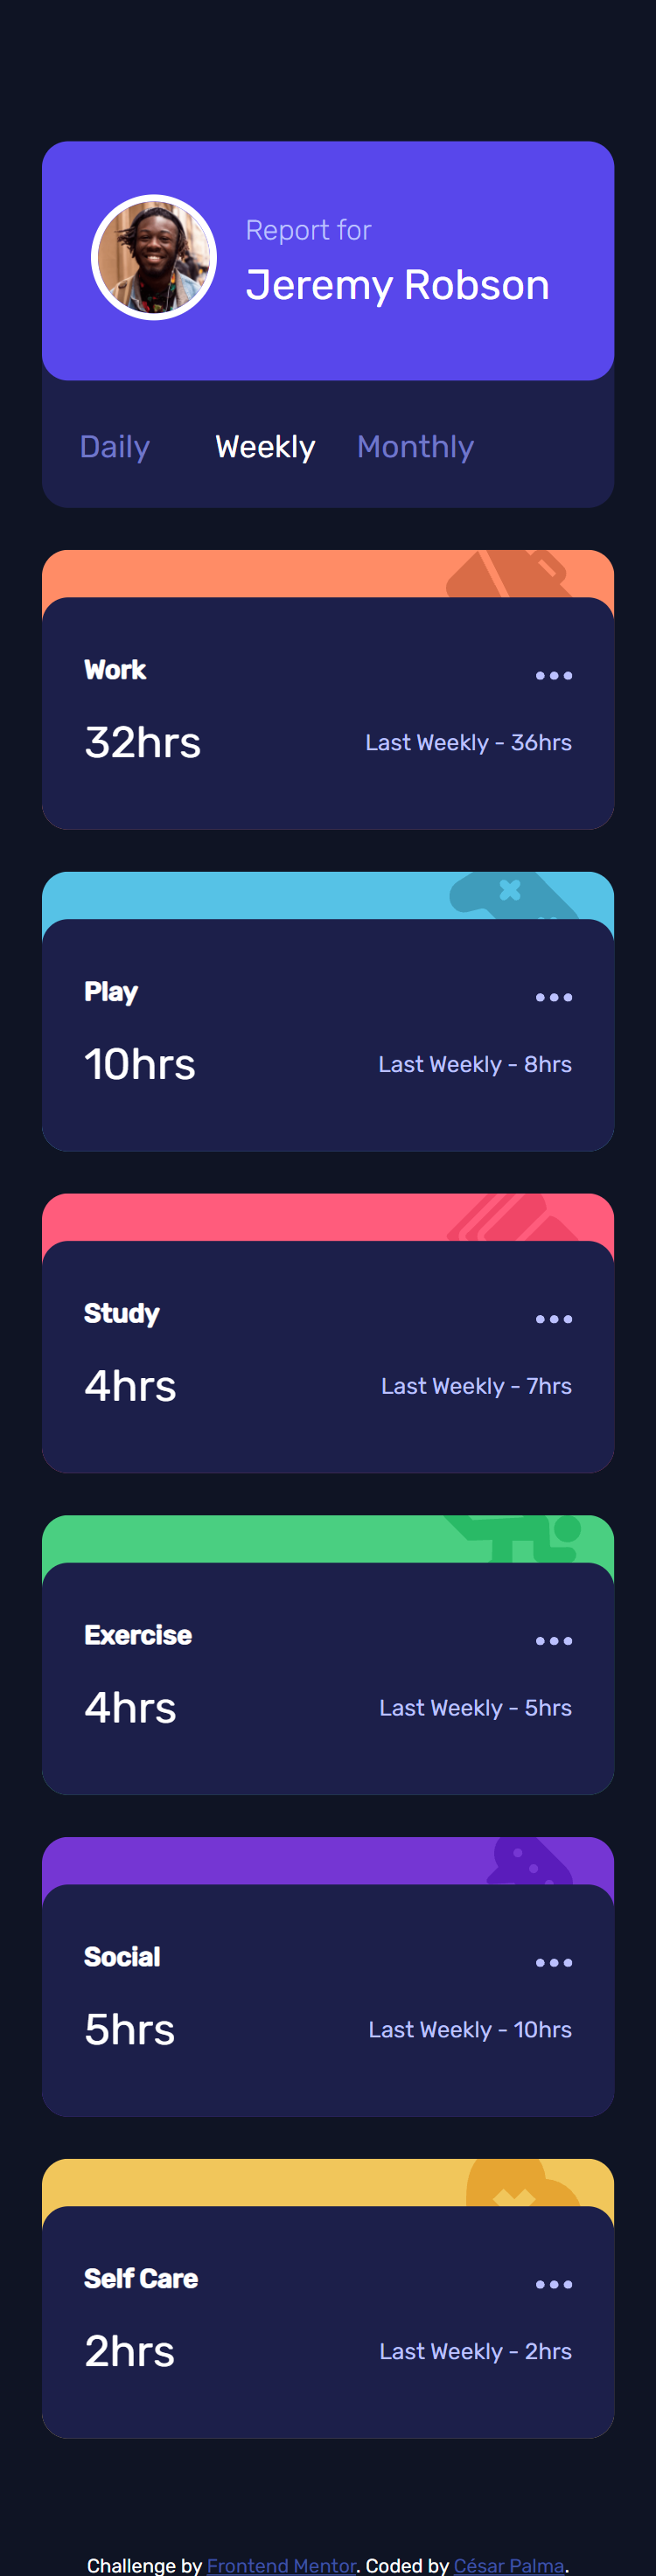 Report for
Jeremy Robson
Daily Weekly Monthly
Work
32hrs Last Weekly - 36hrs
Play
10hrs Last Weekly - 8hrs
Study
4hrs Last Weekly - 7hrs
Exercise
4hrs Last Weekly - 5hrs
Social
5hrs Last Weekly - 10hrs
Self Care
2hrs Last Weekly - 2hrs
Challenge by Frontend Mentor. Coded by César Palma.